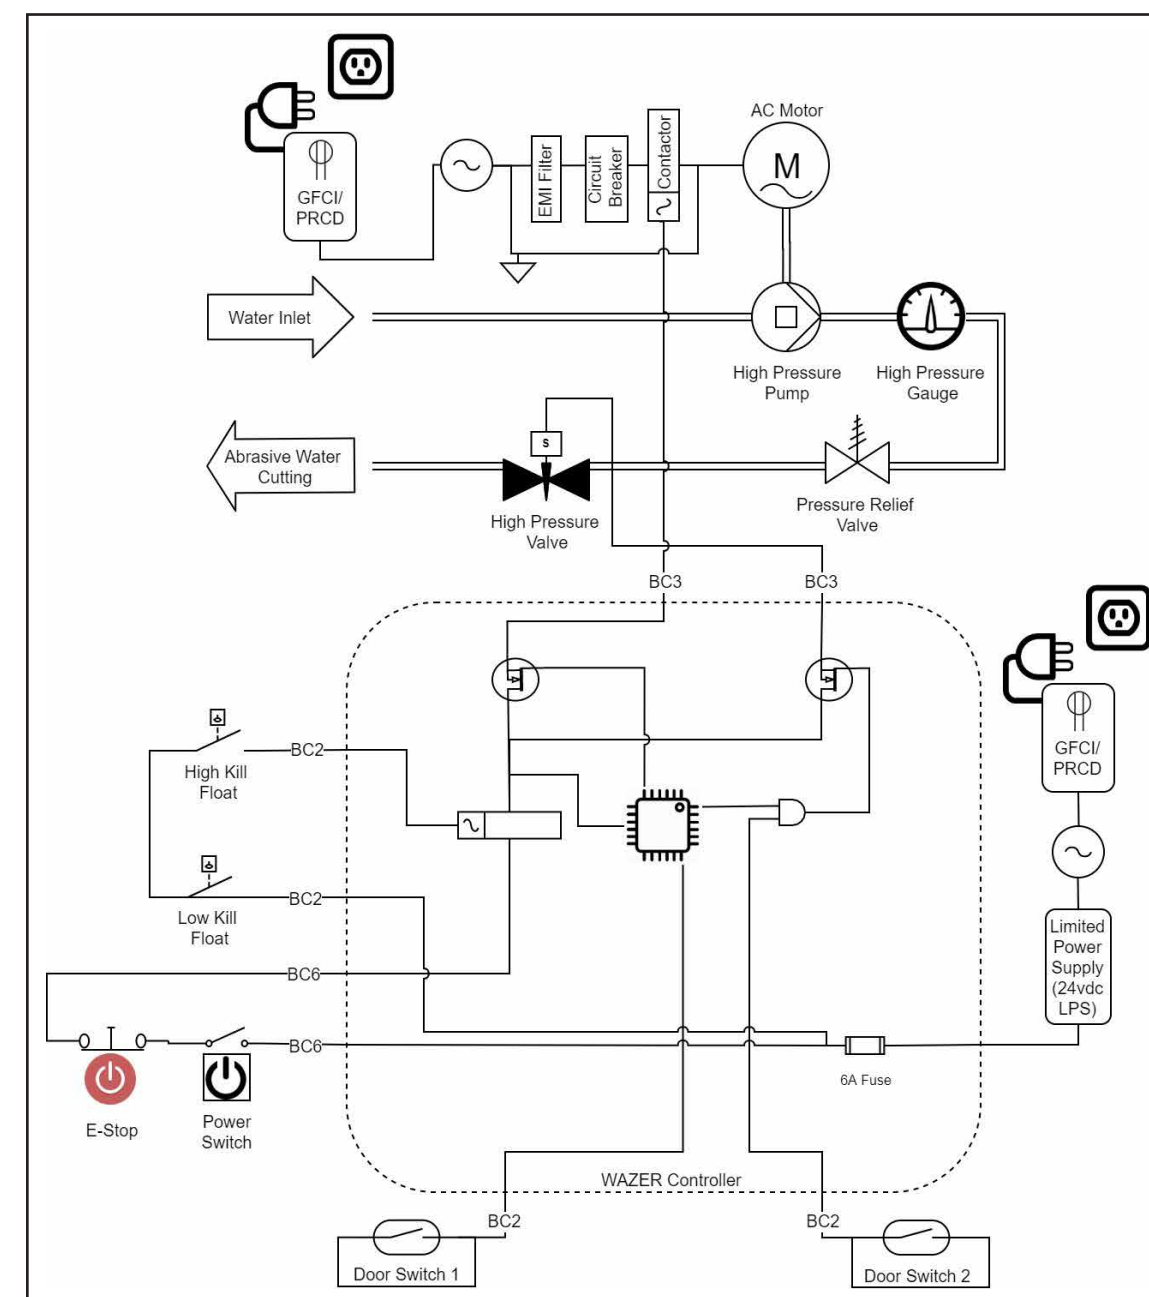 AC Motor
M
GFCI/
PRCD
EMI Filter
Circuit
Breaker
Contactor
Water Inlet
High Pressure
Pump
High Pressure
Gauge
Abrasive Water
Cutting
S
High Pressure
Valve
Pressure Relief
Valve
BC3
BC3
GFCI/
PRCD
High Kill
Float
BC2
Low Kill
Float
BC2
Limited
Power
Supply
(24vdc
LPS)
BC6
BC6
6A Fuse
E-Stop
Power
Switch
WAZER Controller
BC2
BC2
Door Switch 1
Door Switch 2